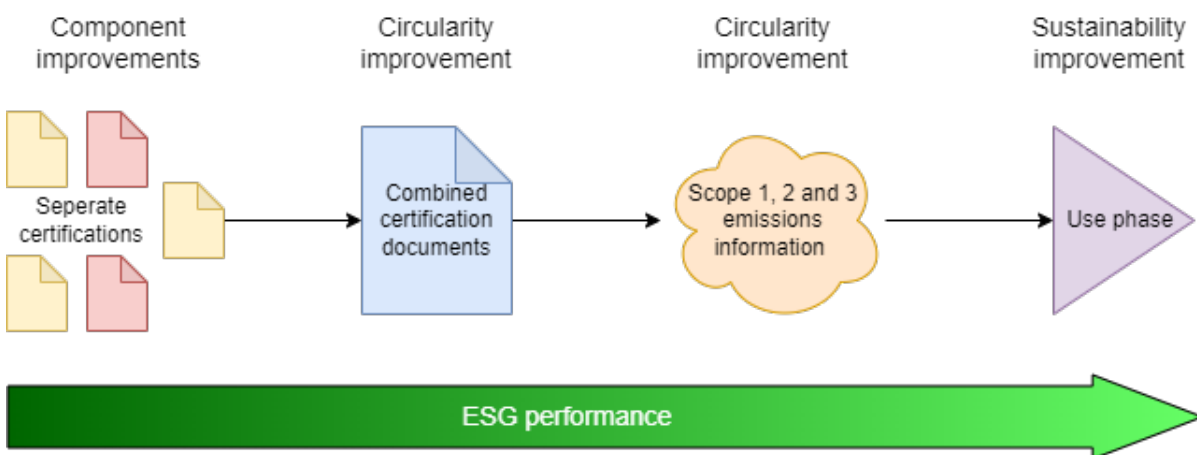 Component
improvements
Circularity
improvement
Circularity
improvement
Sustainability
improvement
Seperate
certifications
Combined
certification
documents
Scope 1, 2 and 3
emissions
information
Use phase
ESG performance